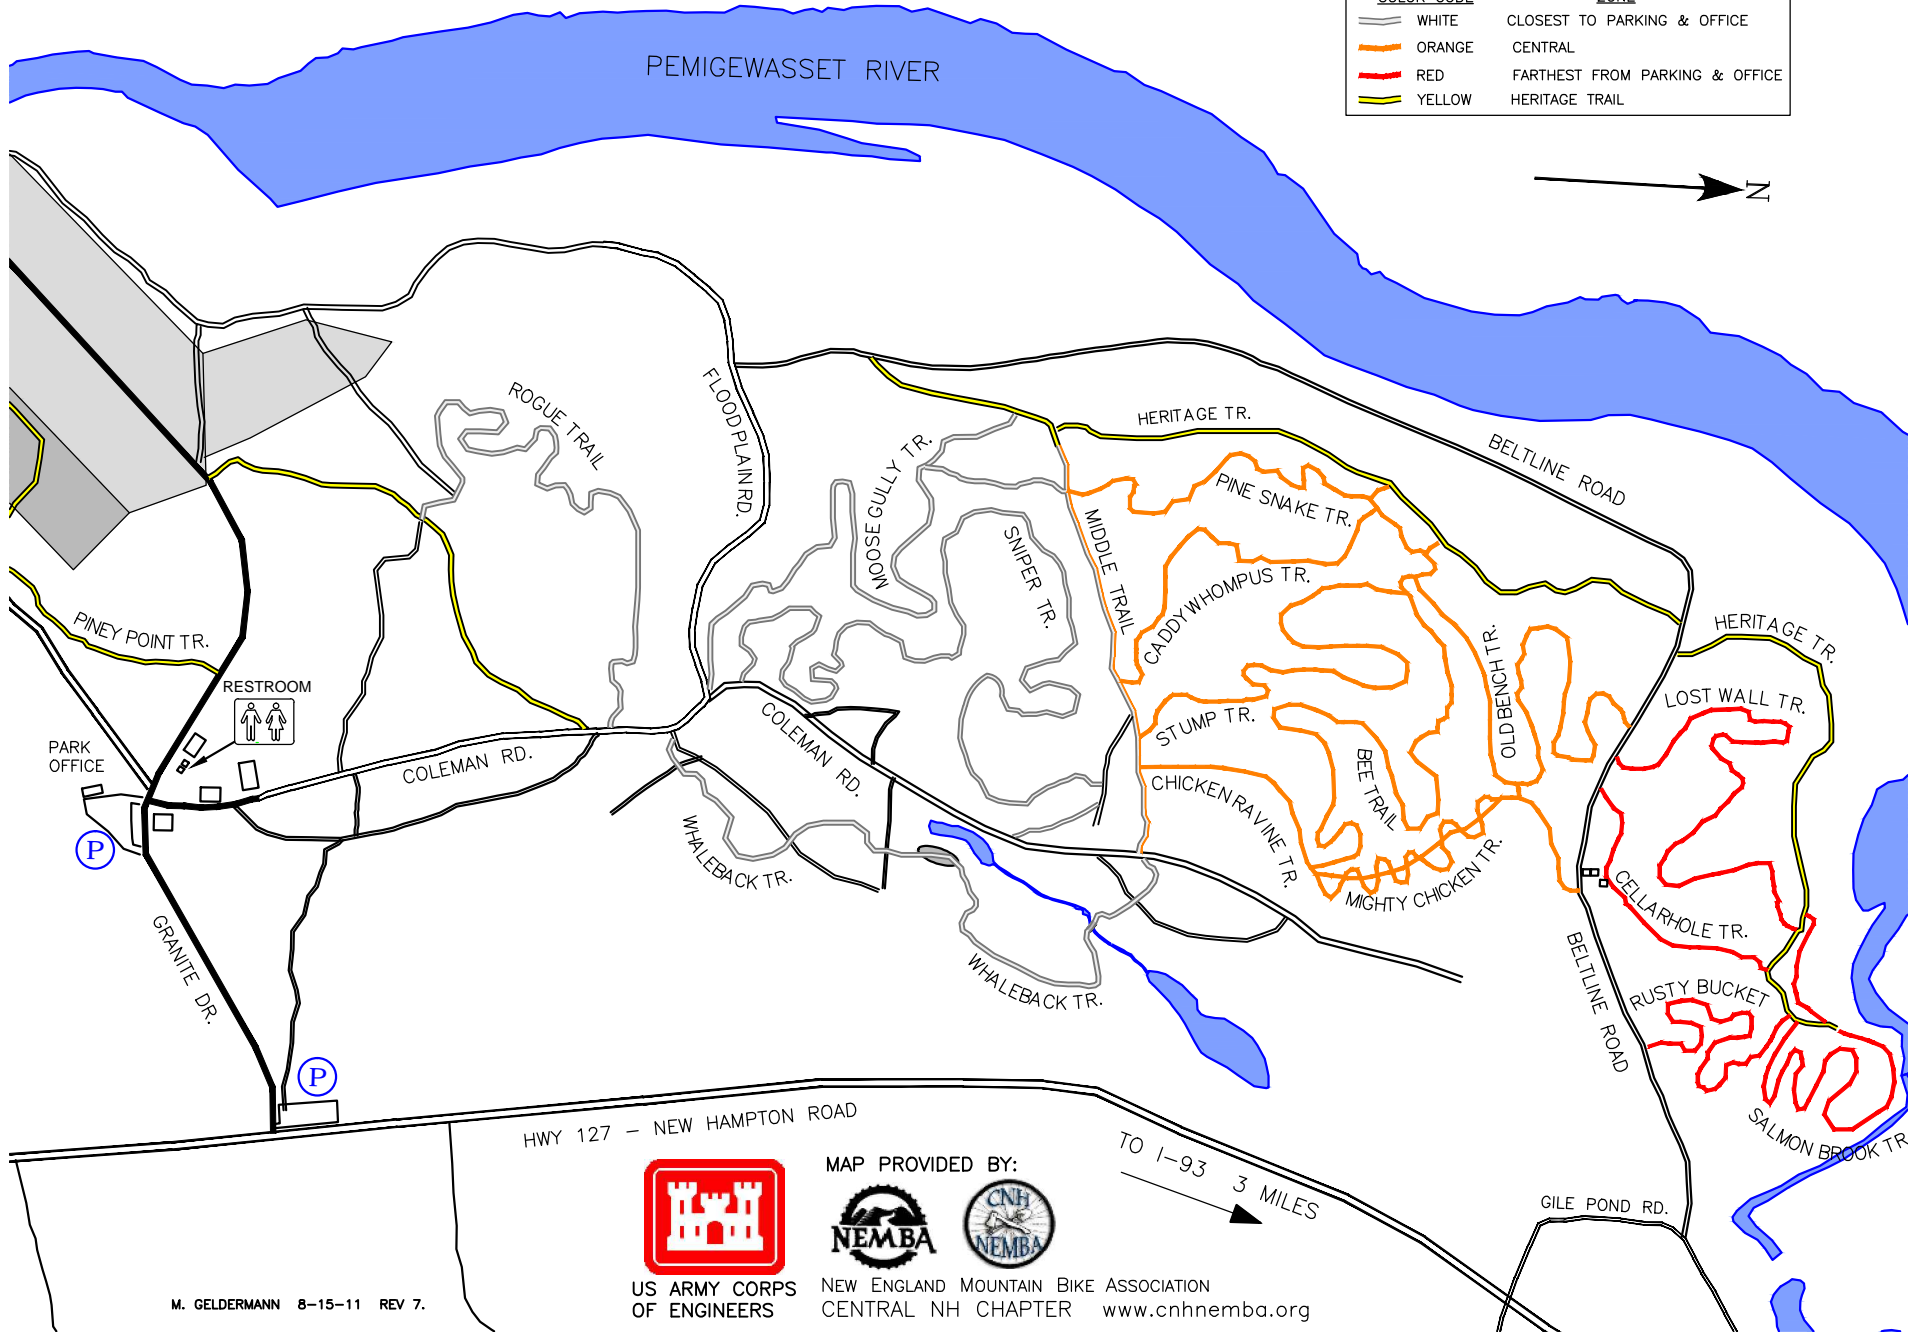 COLOR CODE ZONE
WHITE CLOSEST TO PARKING & OFFICE
ORANGE CENTRAL
RED FARTHEST FROM PARKING & OFFICE
YELLOW HERITAGE TRAIL
PEMIGEWASSET RIVER
N
ROGUE TRAIL
FLOOD PLAIN RD.
MOOSE GULLY TR.
SNIPER TR.
MIDDLE TRAIL
HERITAGE TR.
PINE SNAKE TR.
BELTLINE ROAD
CADDYWHOMPUS TR.
STUMP TR.
OLD BENCH TR.
HERITAGE TR.
LOST WALL TR.
PINEY POINT TR.
RESTROOM
PARK
OFFICE
P
COLEMAN RD.
COLEMAN RD.
CHICKEN RAVINE TR.
BEE TRAIL
MIGHTY CHICKEN TR.
CELLARHOLE TR.
WHALEBACK TR.
WHALEBACK TR.
GRANITE DR.
BELTLINE ROAD
RUSTY BUCKET
SALMON BROOK TR
P
HWY 127 - NEW HAMPTON ROAD
TO I-93 3 MILES
GILE POND RD.
MAP PROVIDED BY:
NEMBA
CNH
NEMBA
US ARMY CORPS
OF ENGINEERS
NEW ENGLAND MOUNTAIN BIKE ASSOCIATION
CENTRAL NH CHAPTER www.cnhnemba.org
M. GELDERMANN 8-15-11 REV 7.